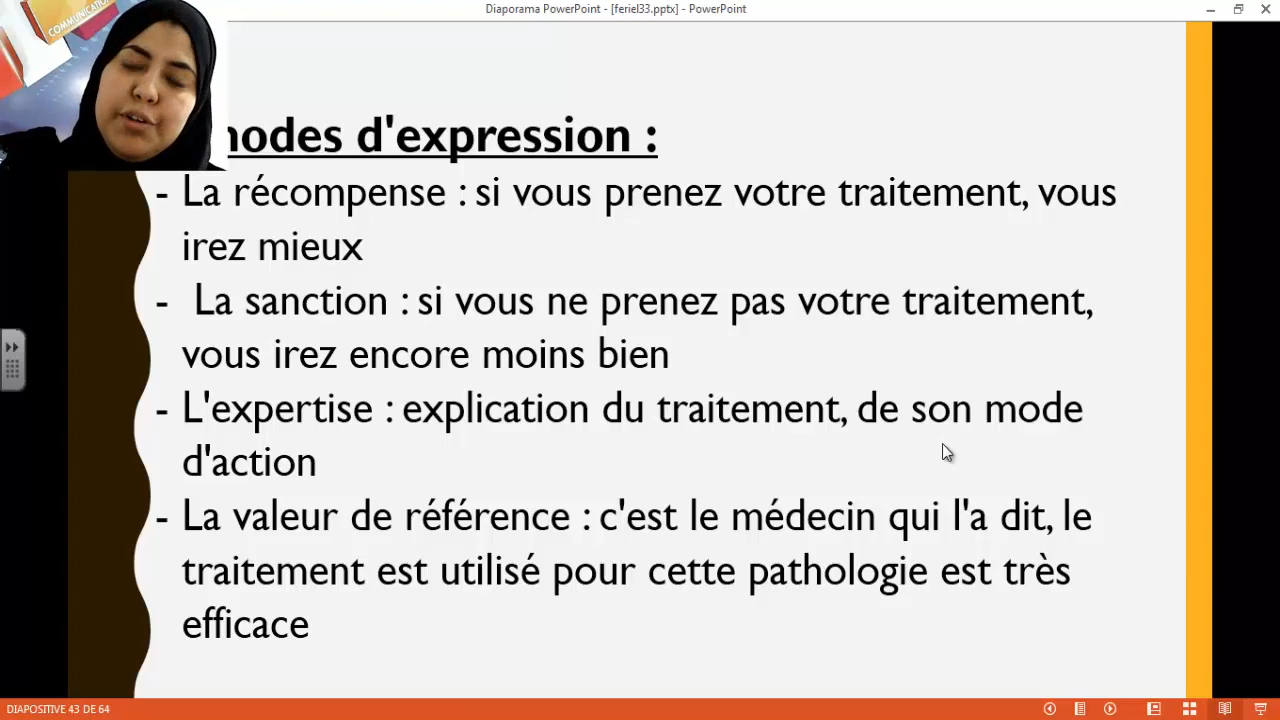 Diaporama PowerPoint - [feriel33.pptx] - PowerPoint
COMMUNICATION
modes d'expression :
- La récompense : si vous prenez votre traitement, vous
irez mieux
- La sanction : si vous ne prenez pas votre traitement,
vous irez encore moins bien
- L'expertise : explication du traitement, de son mode
d'action
- La valeur de référence : c'est le médecin qui l'a dit, le
traitement est utilisé pour cette pathologie est très
efficace
DIAPOSITIVE 43 DE 64